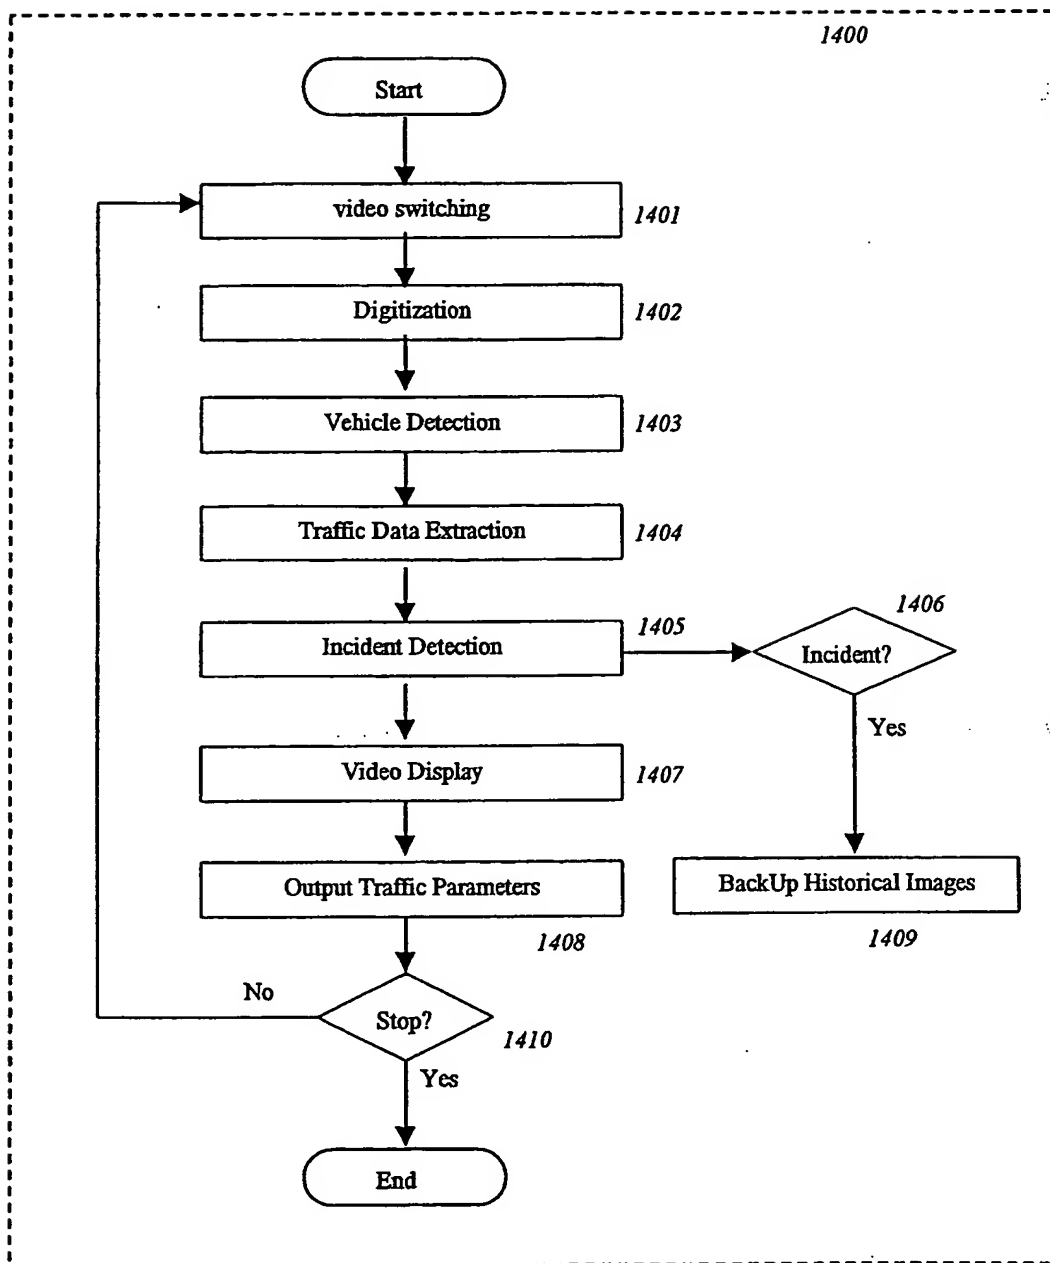 1400
Start
video switching
1401
Digitization
1402
Vehicle Detection
1403
Traffic Data Extraction
1404
Incident Detection
1405
1406
Incident?
Yes
Video Display
1407
Output Traffic Parameters
1408
BackUp Historical Images
1409
No
Stop?
1410
Yes
End